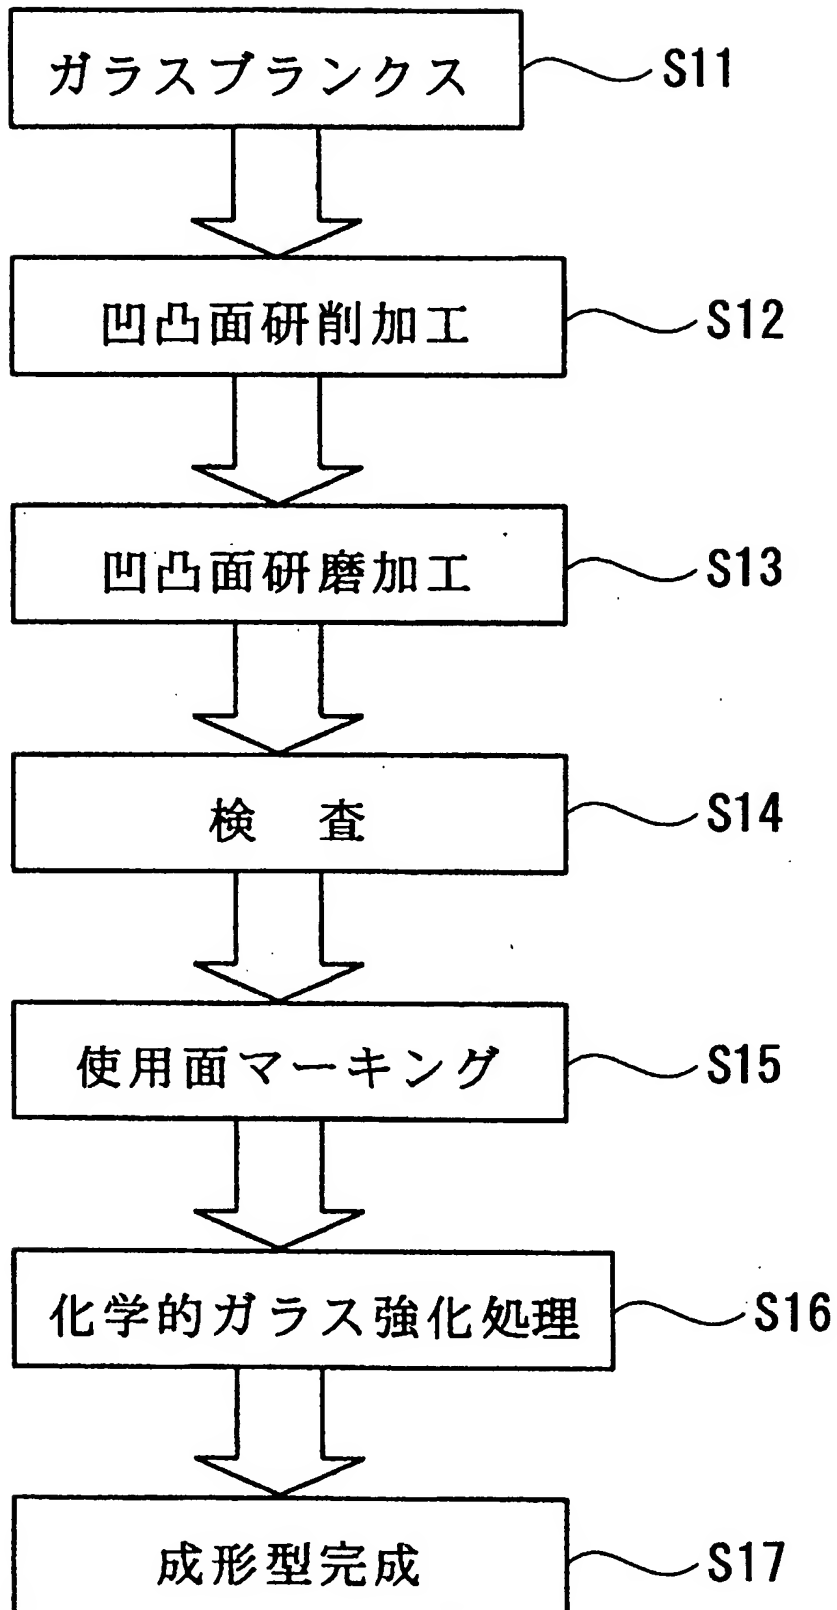 ガラスブランクス S11
凹凸面研削加工 S12
凹凸面研磨加工 S13
検 査 S14
使用面マーキング S15
化学的ガラス強化処理 S16
成形型完成 S17